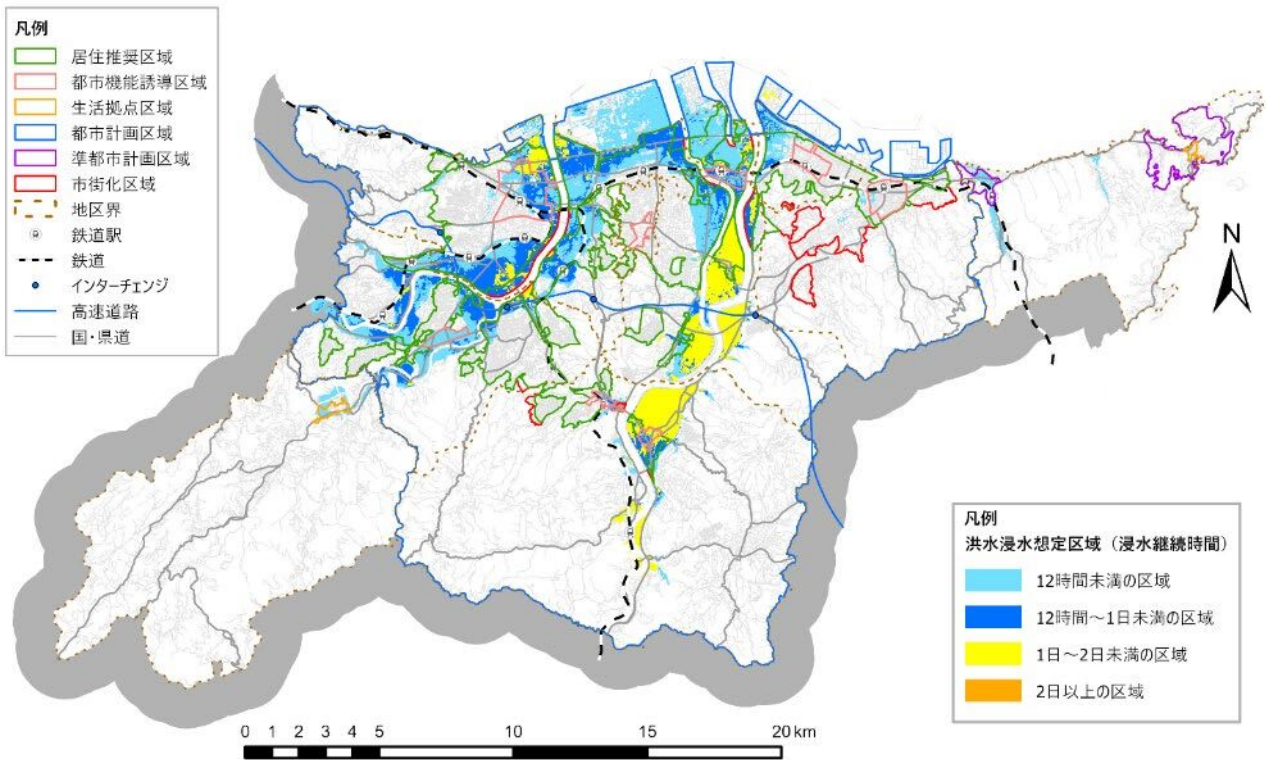 凡例
居住推奨区域
都市機能誘導区域
生活拠点区域
都市計画区域
準都市計画区域
市街化区域
地区界
鉄道駅
鉄道
インターチェンジ
高速道路
国・県道
N
凡例
洪水浸水想定区域（浸水継続時間）
12時間未満の区域
12時間～1日未満の区域
1日～2日未満の区域
2日以上の区域
0 1 2 3 4 5 10 15 20 km